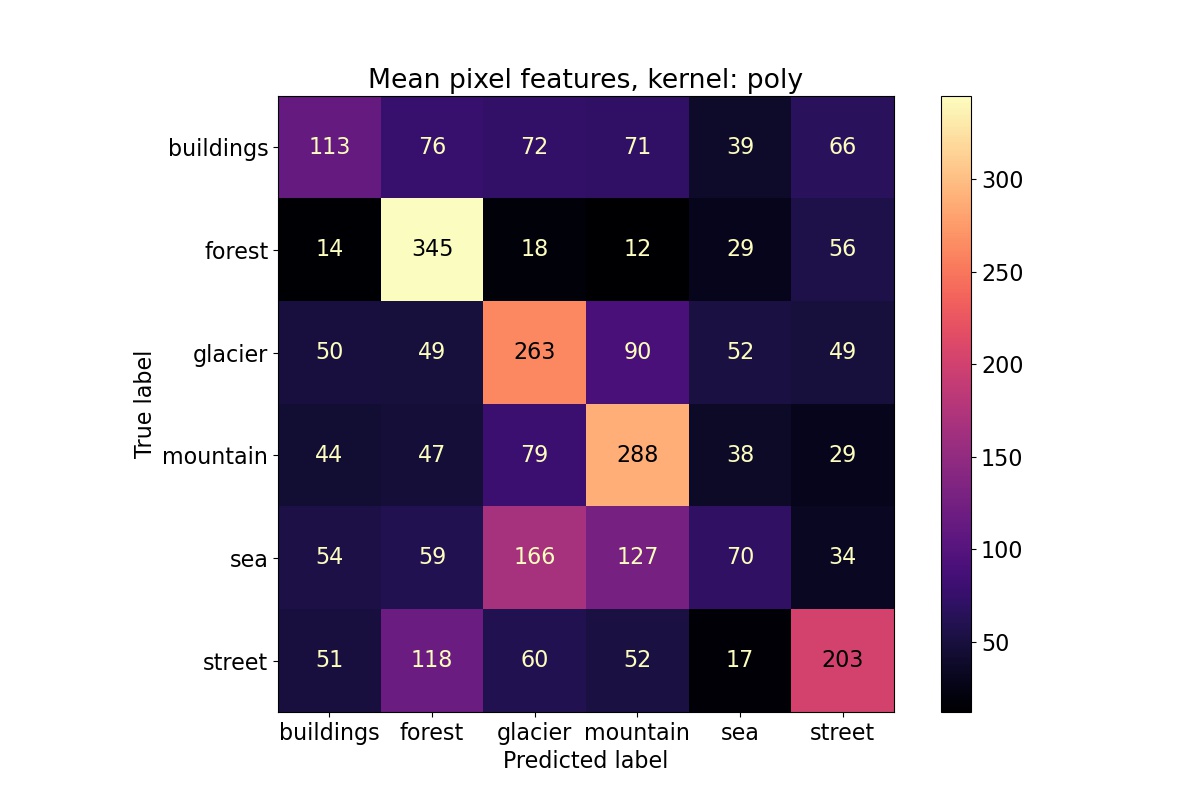 Mean pixel features, kernel: poly
buildings 113 76 72 71 39 66
forest 14 345 18 12 29 56
glacier 50 49 263 90 52 49
mountain 44 47 79 288 38 29
sea 54 59 166 127 70 34
street 51 118 60 52 17 203
True label
buildings forest glacier mountain sea street
Predicted label
300
250
200
150
100
50